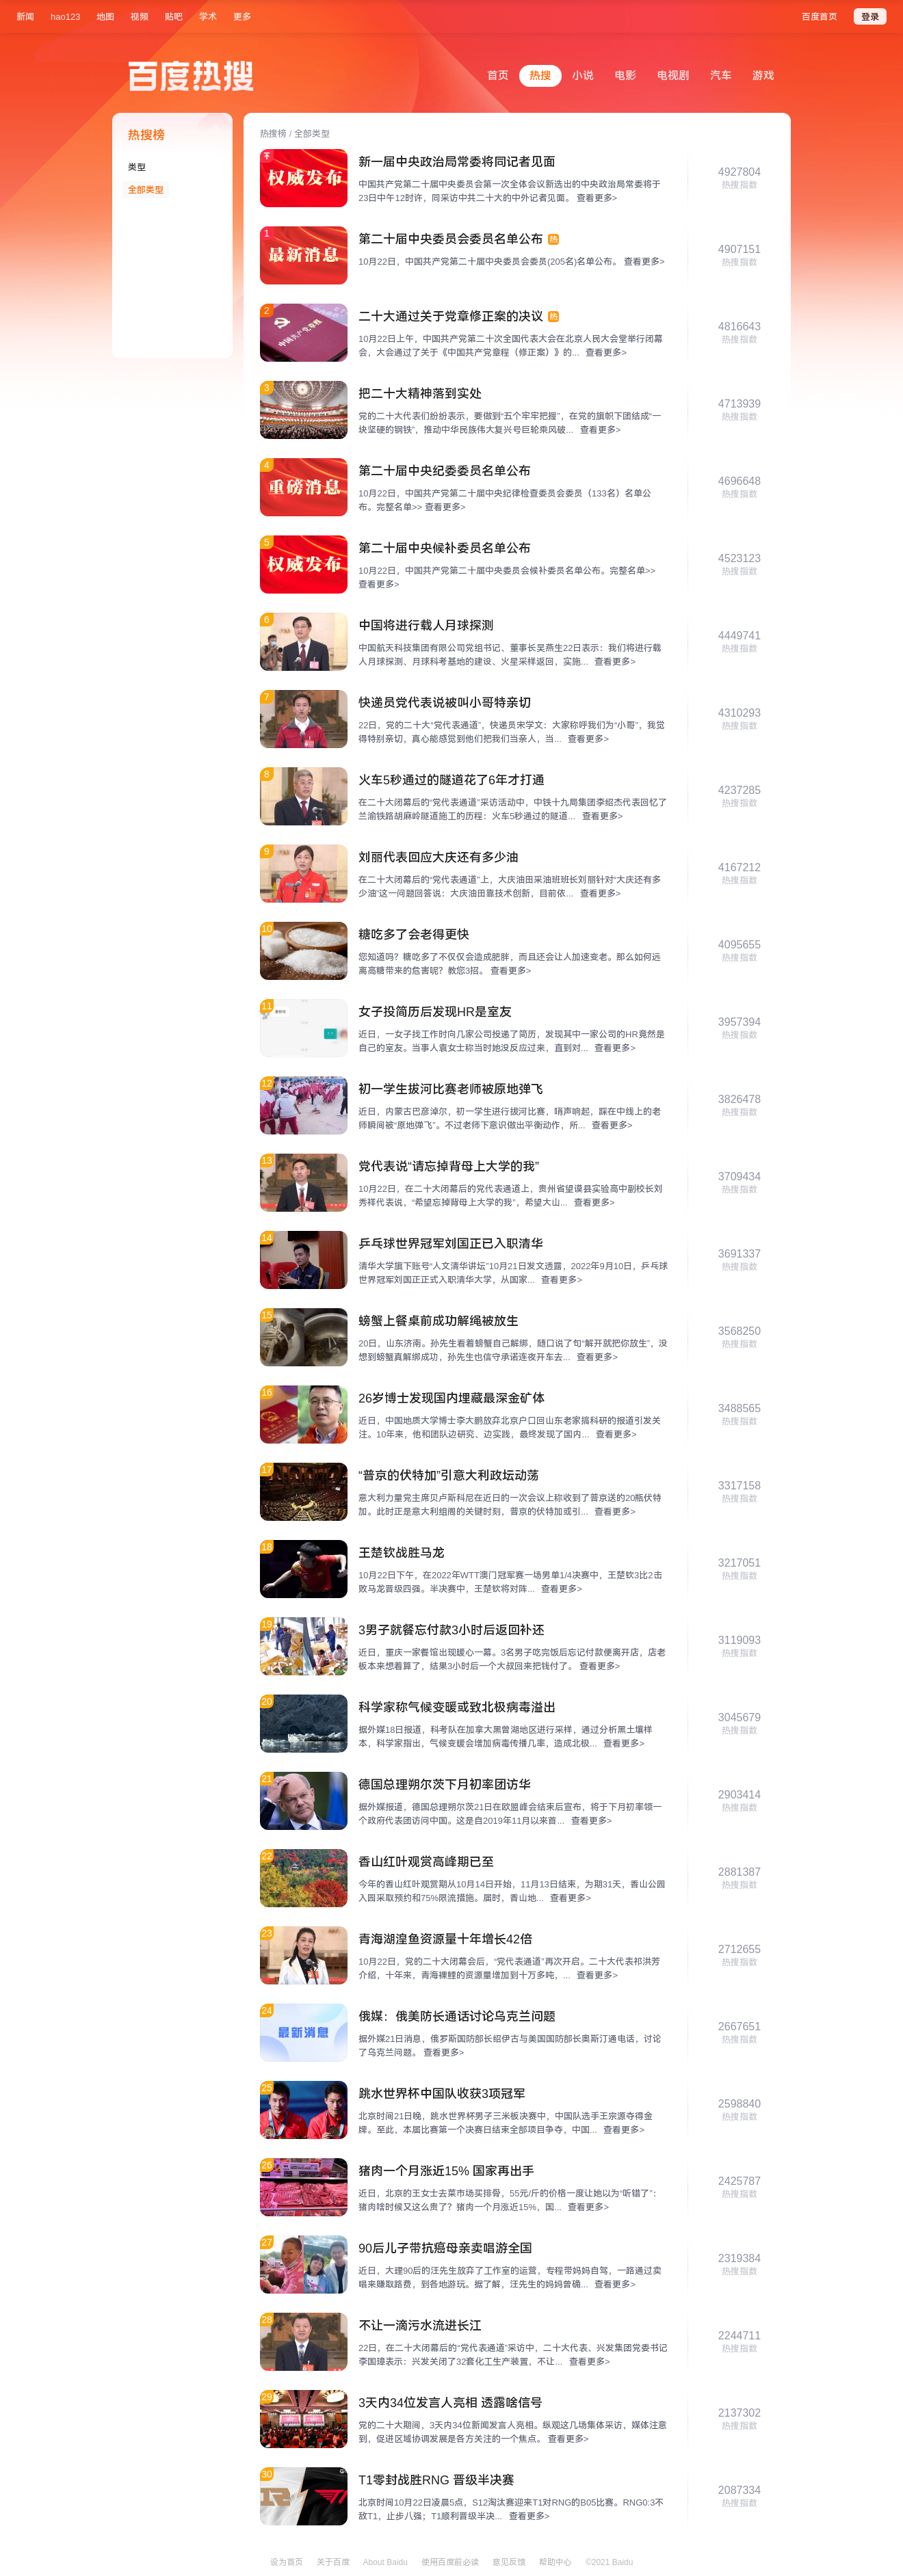 新闻 hao123 地图 视频 贴吧 学术 更多 百度首页 登录
百度热搜
首页 热搜 小说 电影 电视剧 汽车 游戏
热搜榜
类型
全部类型
热搜榜 / 全部类型
权威发布
新一届中央政治局常委将同记者见面
中国共产党第二十届中央委员会第一次全体会议新选出的中央政治局常委将于
23日中午12时许，同采访中共二十大的中外记者见面。 查看更多>
4927804
热搜指数
1
最新消息
第二十届中央委员会委员名单公布 热
10月22日，中国共产党第二十届中央委员会委员(205名)名单公布。 查看更多>
4907151
热搜指数
2
二十大通过关于党章修正案的决议 热
10月22日上午，中国共产党第二十次全国代表大会在北京人民大会堂举行闭幕
会，大会通过了关于《中国共产党章程（修正案）》的... 查看更多>
4816643
热搜指数
3
把二十大精神落到实处
党的二十大代表们纷纷表示，要做到“五个牢牢把握”，在党的旗帜下团结成“一
块坚硬的钢铁”，推动中华民族伟大复兴号巨轮乘风破... 查看更多>
4713939
热搜指数
4
重磅消息
第二十届中央纪委委员名单公布
10月22日，中国共产党第二十届中央纪律检查委员会委员（133名）名单公
布。完整名单>> 查看更多>
4696648
热搜指数
5
权威发布
第二十届中央候补委员名单公布
10月22日，中国共产党第二十届中央委员会候补委员名单公布。完整名单>>
查看更多>
4523123
热搜指数
6
中国将进行载人月球探测
中国航天科技集团有限公司党组书记、董事长吴燕生22日表示：我们将进行载
人月球探测、月球科考基地的建设、火星采样返回，实施... 查看更多>
4449741
热搜指数
7
快递员党代表说被叫小哥特亲切
22日，党的二十大“党代表通道”，快递员宋学文：大家称呼我们为“小哥”，我觉
得特别亲切，真心能感觉到他们把我们当亲人，当... 查看更多>
4310293
热搜指数
8
火车5秒通过的隧道花了6年才打通
在二十大闭幕后的“党代表通道”采访活动中，中铁十九局集团李绍杰代表回忆了
兰渝铁路胡麻岭隧道施工的历程：火车5秒通过的隧道... 查看更多>
4237285
热搜指数
9
刘丽代表回应大庆还有多少油
在二十大闭幕后的“党代表通道”上，大庆油田采油班班长刘丽针对“大庆还有多
少油”这一问题回答说：大庆油田靠技术创新，目前依... 查看更多>
4167212
热搜指数
10
糖吃多了会老得更快
您知道吗？糖吃多了不仅仅会造成肥胖，而且还会让人加速变老。那么如何远
离高糖带来的危害呢？教您3招。 查看更多>
4095655
热搜指数
11
女子投简历后发现HR是室友
近日，一女子找工作时向几家公司投递了简历，发现其中一家公司的HR竟然是
自己的室友。当事人袁女士称当时她没反应过来，直到对... 查看更多>
3957394
热搜指数
12
初一学生拔河比赛老师被原地弹飞
近日，内蒙古巴彦淖尔，初一学生进行拔河比赛，哨声响起，踩在中线上的老
师瞬间被“原地弹飞”。不过老师下意识做出平衡动作，所... 查看更多>
3826478
热搜指数
13
党代表说“请忘掉背母上大学的我”
10月22日，在二十大闭幕后的党代表通道上，贵州省望谟县实验高中副校长刘
秀祥代表说，“希望忘掉背母上大学的我”，希望大山... 查看更多>
3709434
热搜指数
14
乒乓球世界冠军刘国正已入职清华
清华大学旗下账号“人文清华讲坛”10月21日发文透露，2022年9月10日，乒乓球
世界冠军刘国正正式入职清华大学，从国家... 查看更多>
3691337
热搜指数
15
螃蟹上餐桌前成功解绳被放生
20日，山东济南。孙先生看着螃蟹自己解绑，随口说了句“解开就把你放生”，没
想到螃蟹真解绑成功，孙先生也信守承诺连夜开车去... 查看更多>
3568250
热搜指数
16
26岁博士发现国内埋藏最深金矿体
近日，中国地质大学博士李大鹏放弃北京户口回山东老家搞科研的报道引发关
注。10年来，他和团队边研究、边实践，最终发现了国内... 查看更多>
3488565
热搜指数
17
“普京的伏特加”引意大利政坛动荡
意大利力量党主席贝卢斯科尼在近日的一次会议上称收到了普京送的20瓶伏特
加。此时正是意大利组阁的关键时刻，普京的伏特加或引... 查看更多>
3317158
热搜指数
18
王楚钦战胜马龙
10月22日下午，在2022年WTT澳门冠军赛一场男单1/4决赛中，王楚钦3比2击
败马龙晋级四强。半决赛中，王楚钦将对阵... 查看更多>
3217051
热搜指数
19
3男子就餐忘付款3小时后返回补还
近日，重庆一家餐馆出现暖心一幕。3名男子吃完饭后忘记付款便离开店，店老
板本来想着算了，结果3小时后一个大叔回来把钱付了。 查看更多>
3119093
热搜指数
20
科学家称气候变暖或致北极病毒溢出
据外媒18日报道，科考队在加拿大黑曾湖地区进行采样，通过分析黑土壤样
本，科学家指出，气候变暖会增加病毒传播几率，造成北极... 查看更多>
3045679
热搜指数
21
德国总理朔尔茨下月初率团访华
据外媒报道，德国总理朔尔茨21日在欧盟峰会结束后宣布，将于下月初率领一
个政府代表团访问中国。这是自2019年11月以来首... 查看更多>
2903414
热搜指数
22
香山红叶观赏高峰期已至
今年的香山红叶观赏期从10月14日开始，11月13日结束，为期31天，香山公园
入园采取预约和75%限流措施。届时，香山地... 查看更多>
2881387
热搜指数
23
青海湖湟鱼资源量十年增长42倍
10月22日，党的二十大闭幕会后，“党代表通道”再次开启。二十大代表祁洪芳
介绍，十年来，青海裸鲤的资源量增加到十万多吨，... 查看更多>
2712655
热搜指数
24
最新消息
俄媒：俄美防长通话讨论乌克兰问题
据外媒21日消息，俄罗斯国防部长绍伊古与美国国防部长奥斯汀通电话，讨论
了乌克兰问题。 查看更多>
2667651
热搜指数
25
跳水世界杯中国队收获3项冠军
北京时间21日晚，跳水世界杯男子三米板决赛中，中国队选手王宗源夺得金
牌。至此，本届比赛第一个决赛日结束全部项目争夺，中国... 查看更多>
2598840
热搜指数
26
猪肉一个月涨近15% 国家再出手
近日，北京的王女士去菜市场买排骨，55元/斤的价格一度让她以为“听错了”：
猪肉啥时候又这么贵了？猪肉一个月涨近15%，国... 查看更多>
2425787
热搜指数
27
90后儿子带抗癌母亲卖唱游全国
近日，大理90后的汪先生放弃了工作室的运营，专程带妈妈自驾，一路通过卖
唱来赚取路费，到各地游玩。据了解，汪先生的妈妈曾确... 查看更多>
2319384
热搜指数
28
不让一滴污水流进长江
22日，在二十大闭幕后的“党代表通道”采访中，二十大代表、兴发集团党委书记
李国璋表示：兴发关闭了32套化工生产装置，不让... 查看更多>
2244711
热搜指数
29
3天内34位发言人亮相 透露啥信号
党的二十大期间，3天内34位新闻发言人亮相。纵观这几场集体采访，媒体注意
到，促进区域协调发展是各方关注的一个焦点。 查看更多>
2137302
热搜指数
30
T1零封战胜RNG 晋级半决赛
北京时间10月22日凌晨5点，S12淘汰赛迎来T1对RNG的B05比赛。RNG0:3不
敌T1，止步八强；T1顺利晋级半决... 查看更多>
2087334
热搜指数
设为首页 关于百度 About Baidu 使用百度前必读 意见反馈 帮助中心 ©2021 Baidu